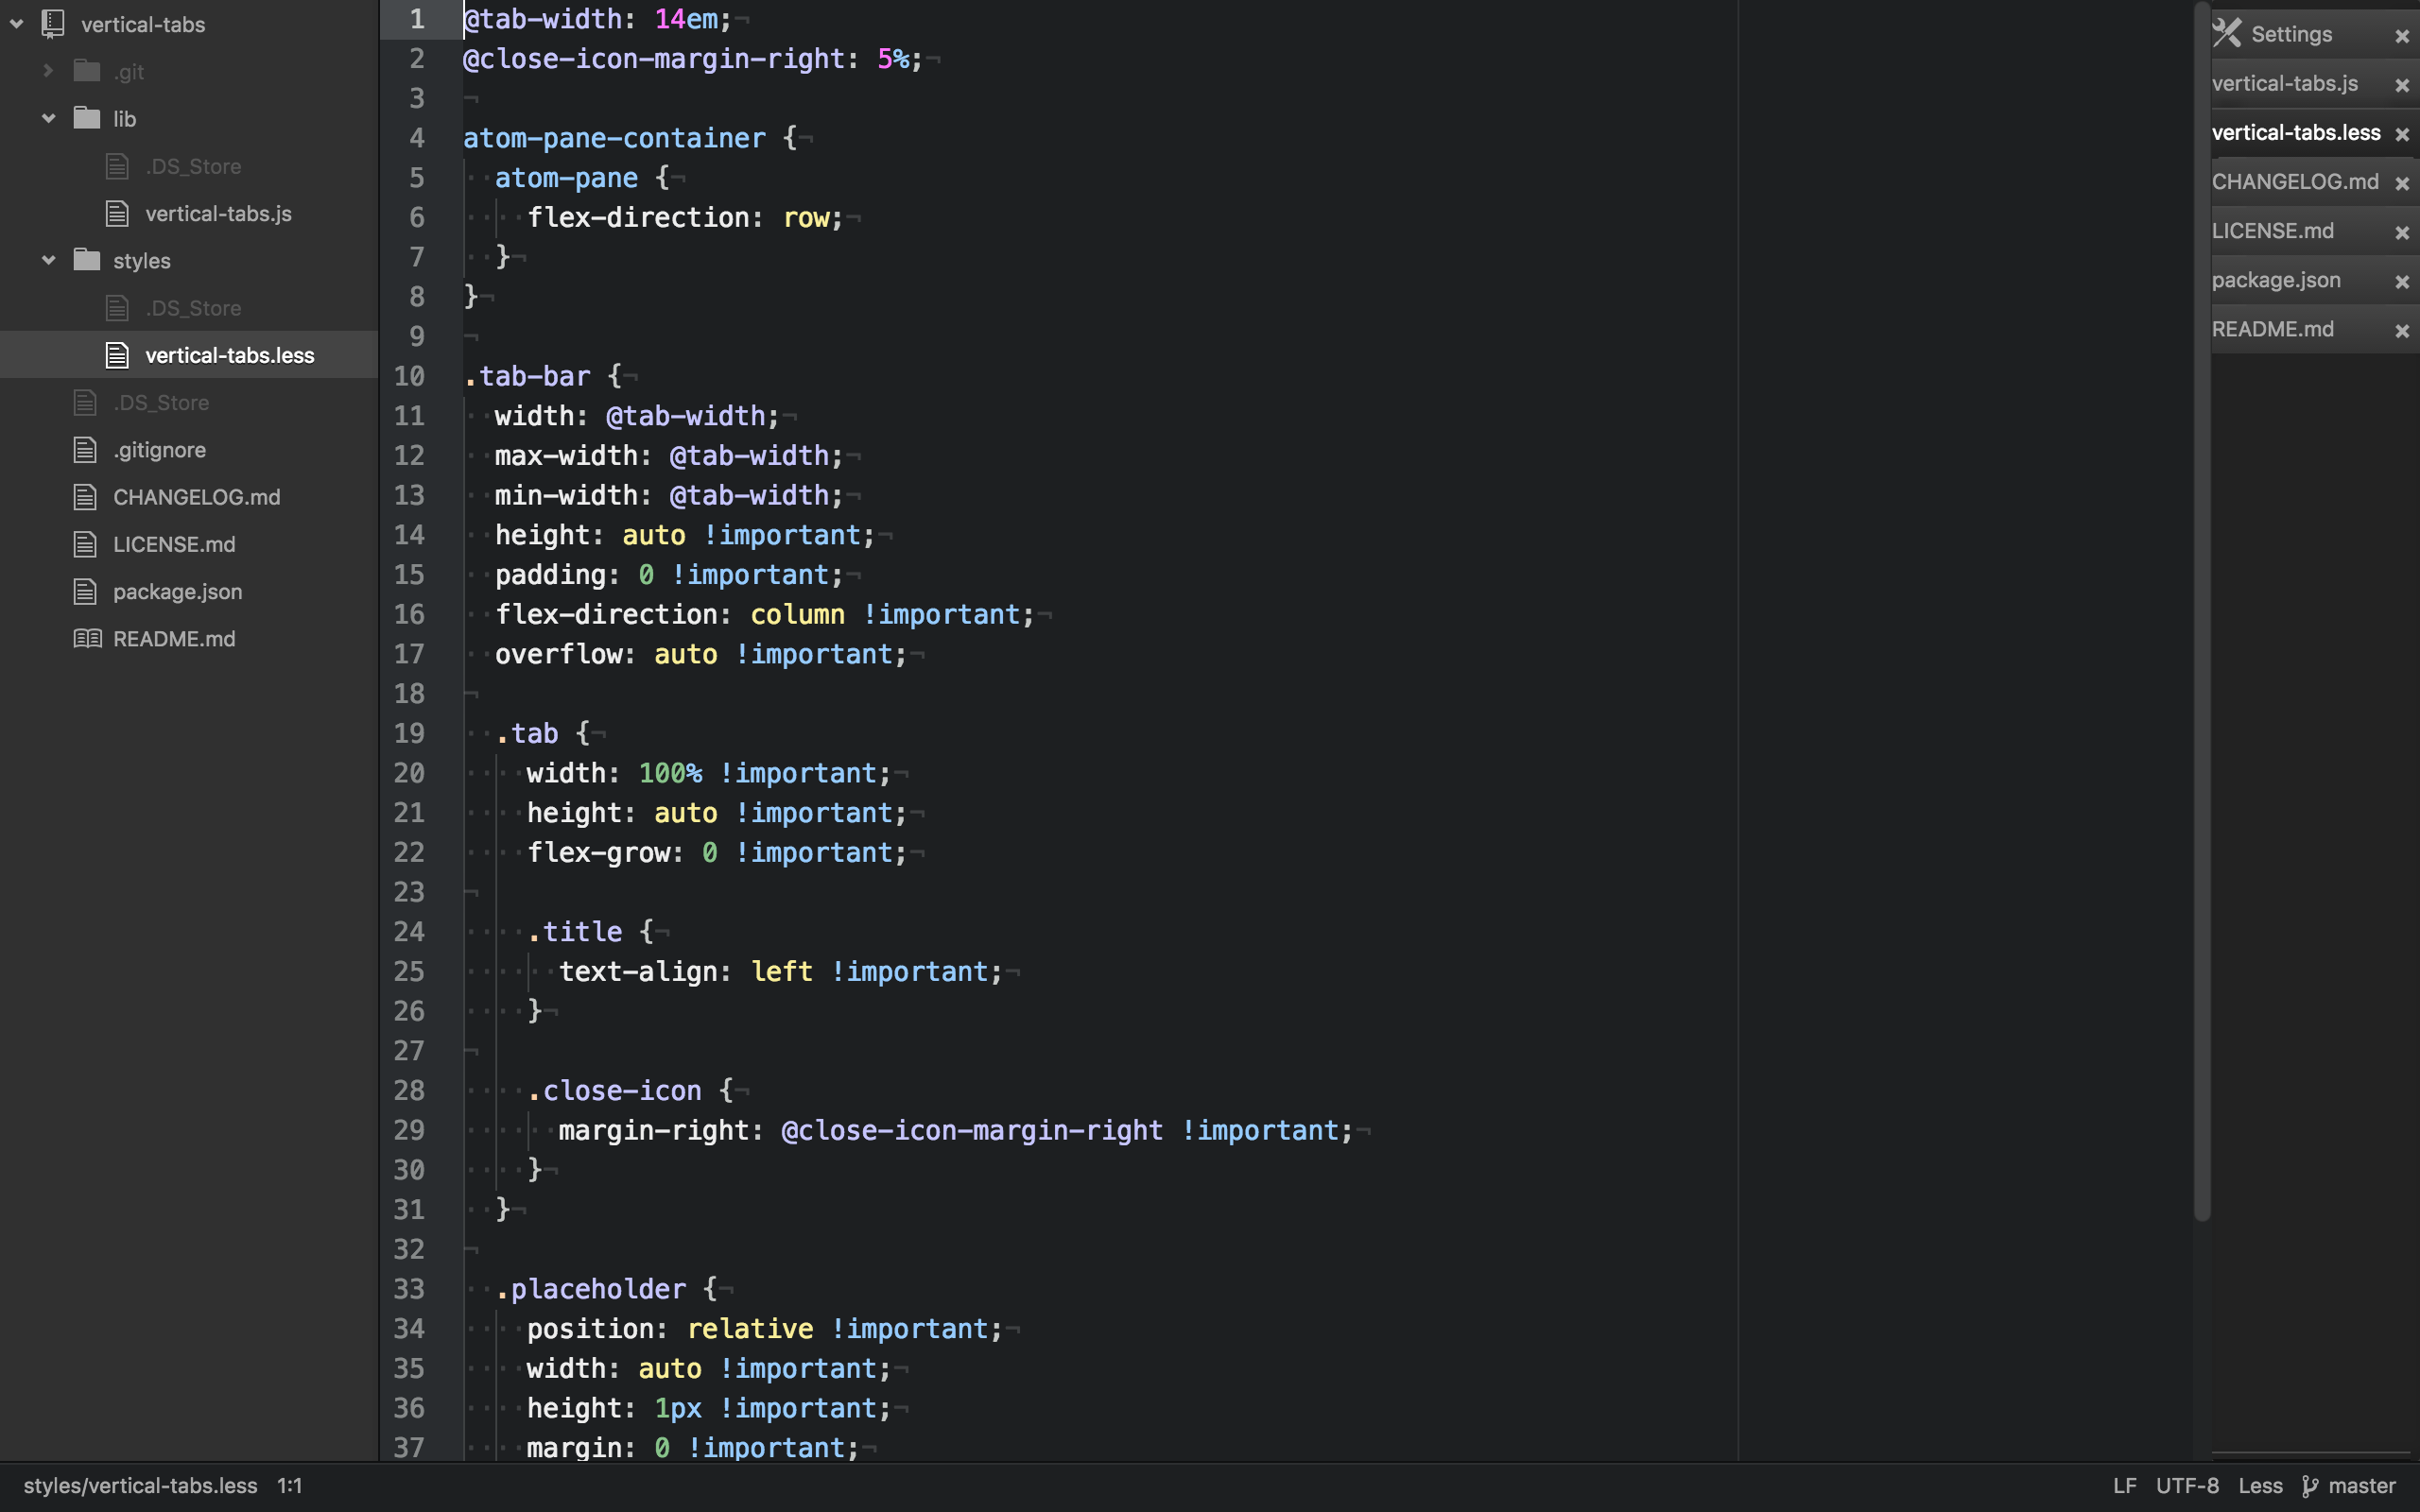 vertical-tabs
.git
lib
.DS_Store
vertical-tabs.js
styles
.DS_Store
vertical-tabs.less
.DS_Store
.gitignore
CHANGELOG.md
LICENSE.md
package.json
README.md
1 @tab-width: 14em;¬
2 @close-icon-margin-right: 5%;¬
3 ¬
4 atom-pane-container {¬
5 ··atom-pane {¬
6 ····flex-direction: row;¬
7 ··}¬
8 }¬
9 ¬
10 .tab-bar {¬
11 ··width: @tab-width;¬
12 ··max-width: @tab-width;¬
13 ··min-width: @tab-width;¬
14 ··height: auto !important;¬
15 ··padding: 0 !important;¬
16 ··flex-direction: column !important;¬
17 ··overflow: auto !important;¬
18 ¬
19 ··.tab {¬
20 ····width: 100% !important;¬
21 ····height: auto !important;¬
22 ····flex-grow: 0 !important;¬
23 ¬
24 ····.title {¬
25 ······text-align: left !important;¬
26 ····}¬
27 ¬
28 ····.close-icon {¬
29 ······margin-right: @close-icon-margin-right !important;¬
30 ····}¬
31 ··}¬
32 ¬
33 ··.placeholder {¬
34 ····position: relative !important;¬
35 ····width: auto !important;¬
36 ····height: 1px !important;¬
37 ····margin: 0 !important;¬
Settings
vertical-tabs.js
vertical-tabs.less
CHANGELOG.md
LICENSE.md
package.json
README.md
styles/vertical-tabs.less 1:1
LF UTF-8 Less master